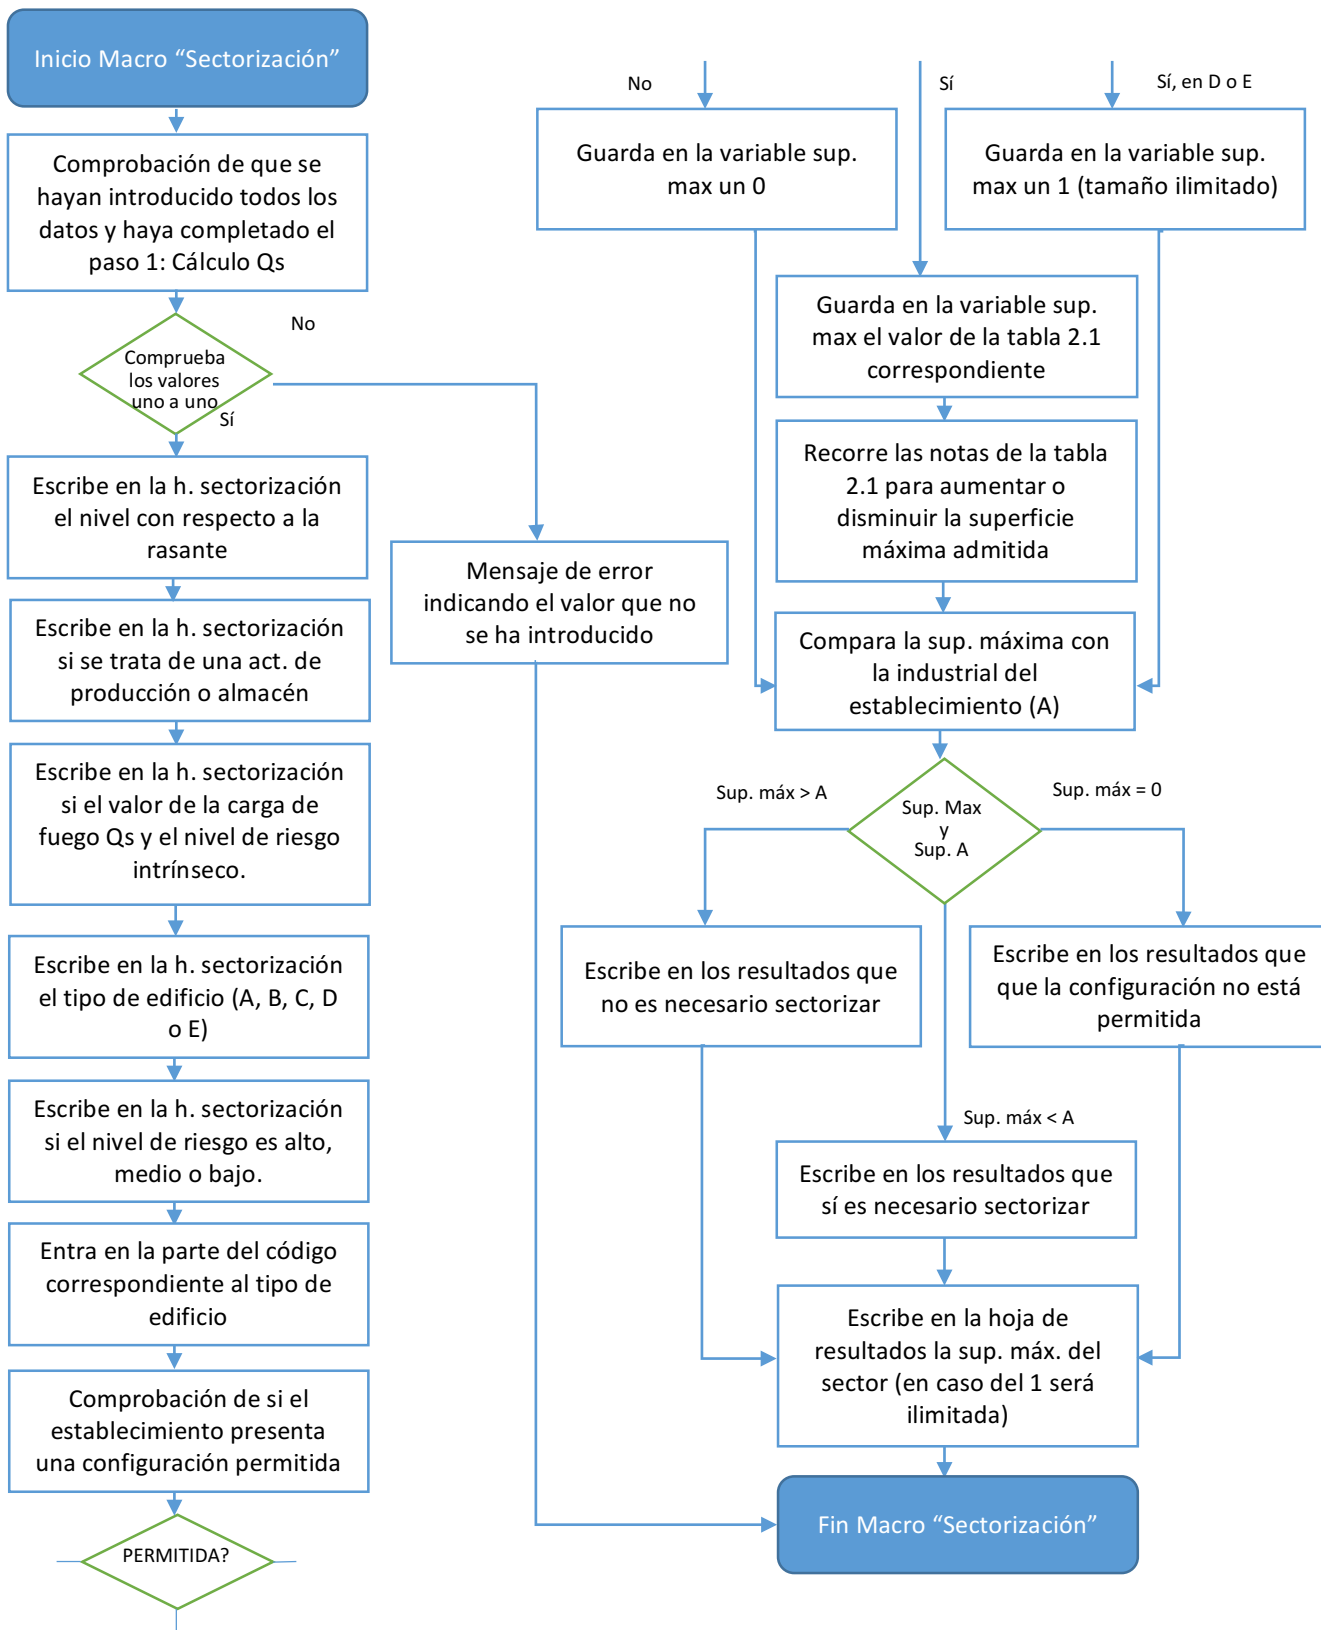 Inicio Macro “Sectorización”
Comprobación de que se
hayan introducido todos los
datos y haya completado el
paso 1: Cálculo Qs
No
Comprueba
los valores
uno a uno
Sí
Escribe en la h. sectorización
el nivel con respecto a la
rasante
Escribe en la h. sectorización
si se trata de una act. de
producción o almacén
Escribe en la h. sectorización
si el valor de la carga de
fuego Qs y el nivel de riesgo
intrínseco.
Escribe en la h. sectorización
el tipo de edificio (A, B, C, D
o E)
Escribe en la h. sectorización
si el nivel de riesgo es alto,
medio o bajo.
Entra en la parte del código
correspondiente al tipo de
edificio
Comprobación de si el
establecimiento presenta
una configuración permitida
PERMITIDA?
Mensaje de error
indicando el valor que no
se ha introducido
No
Sí
Sí, en D o E
Guarda en la variable sup.
max un 0
Guarda en la variable sup.
max un 1 (tamaño ilimitado)
Guarda en la variable sup.
max el valor de la tabla 2.1
correspondiente
Recorre las notas de la tabla
2.1 para aumentar o
disminuir la superficie
máxima admitida
Compara la sup. máxima con
la industrial del
establecimiento (A)
Sup. máx > A
Sup. Max
y
Sup. A
Sup. máx = 0
Escribe en los resultados que
no es necesario sectorizar
Escribe en los resultados que
que la configuración no está
permitida
Sup. máx < A
Escribe en los resultados que
sí es necesario sectorizar
Escribe en la hoja de
resultados la sup. máx. del
sector (en caso del 1 será
ilimitada)
Fin Macro “Sectorización”